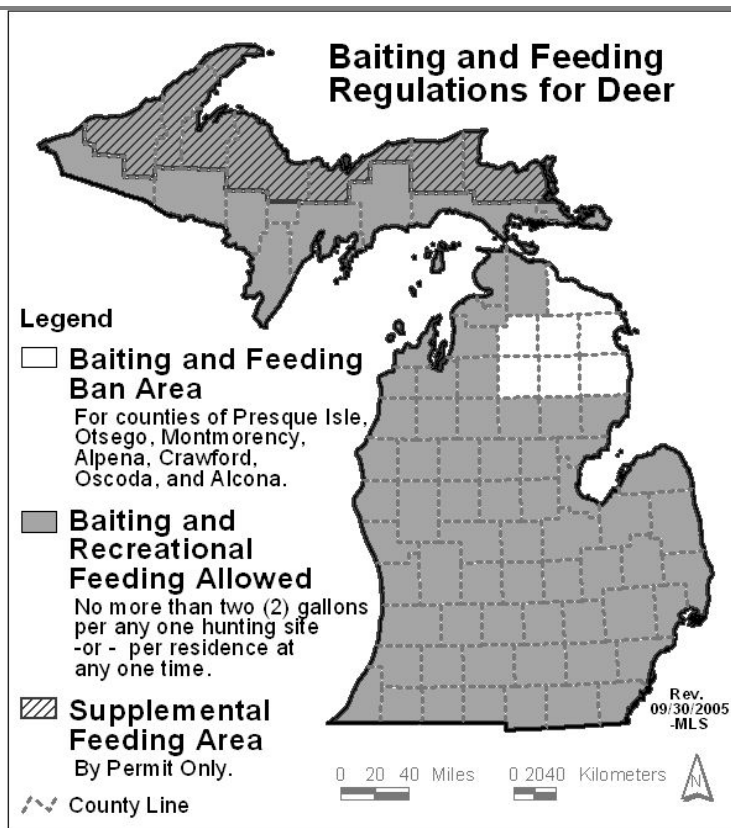 Baiting and Feeding
Regulations for Deer
Legend
Baiting and Feeding
Ban Area
For counties of Presque Isle,
Otsego, Montmorency,
Alpena, Crawford,
Oscoda, and Alcona.
Baiting and
Recreational
Feeding Allowed
No more than two (2) gallons
per any one hunting site
-or - per residence at
any one time.
Supplemental
Feeding Area
By Permit Only.
County Line
Rev.
09/30/2005
-MLS
0 20 40 Miles
0 2040 Kilometers
N